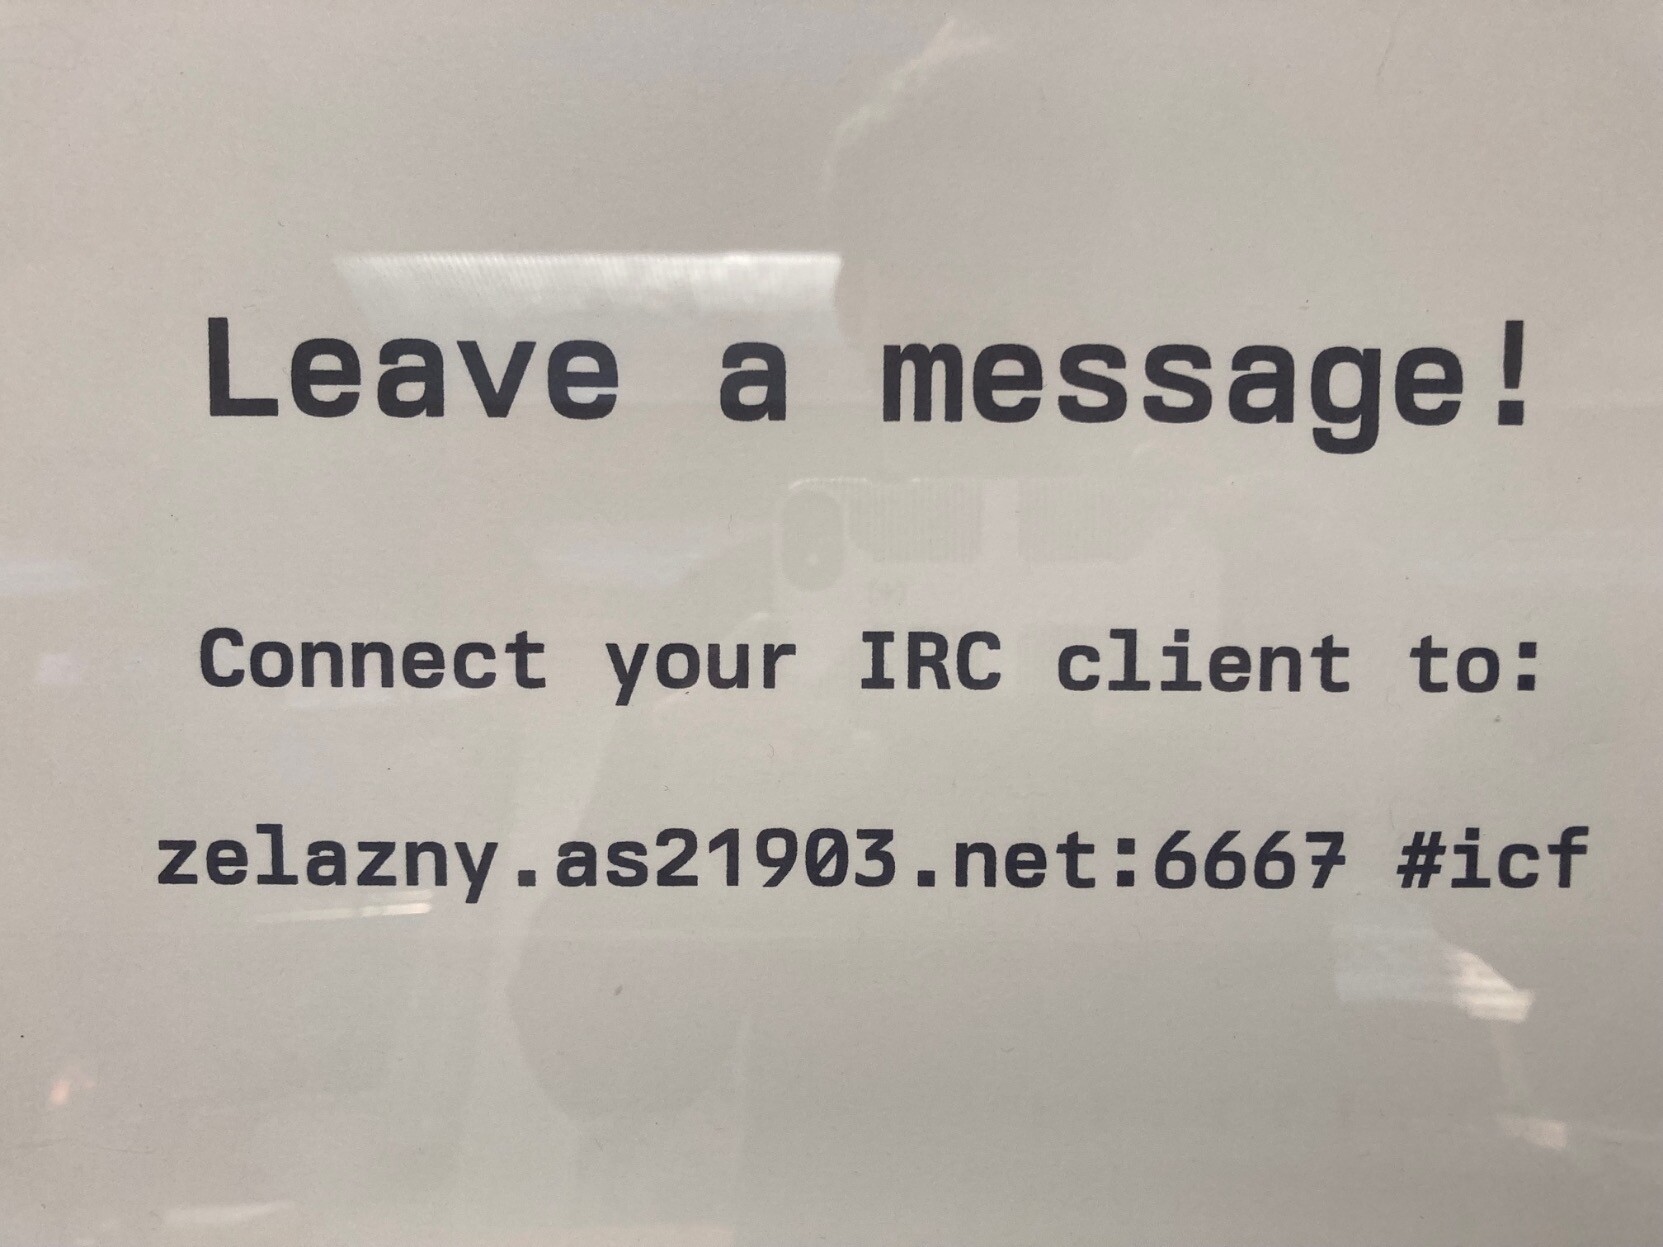 Leave a message!
Connect your IRC client to:
zelazny.as21903.net:6667 #icf